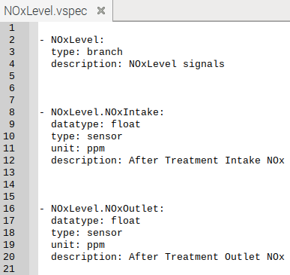 NOxLevel.vspec ×
1
2 - NOxLevel:
3 type: branch
4 description: NOxLevel signals
5
6
7
8 - NOxLevel.NOxIntake:
9 datatype: float
10 type: sensor
11 unit: ppm
12 description: After Treatment Intake NOx
13
14
15
16 - NOxLevel.NOxOutlet:
17 datatype: float
18 type: sensor
19 unit: ppm
20 description: After Treatment Outlet NOx
21